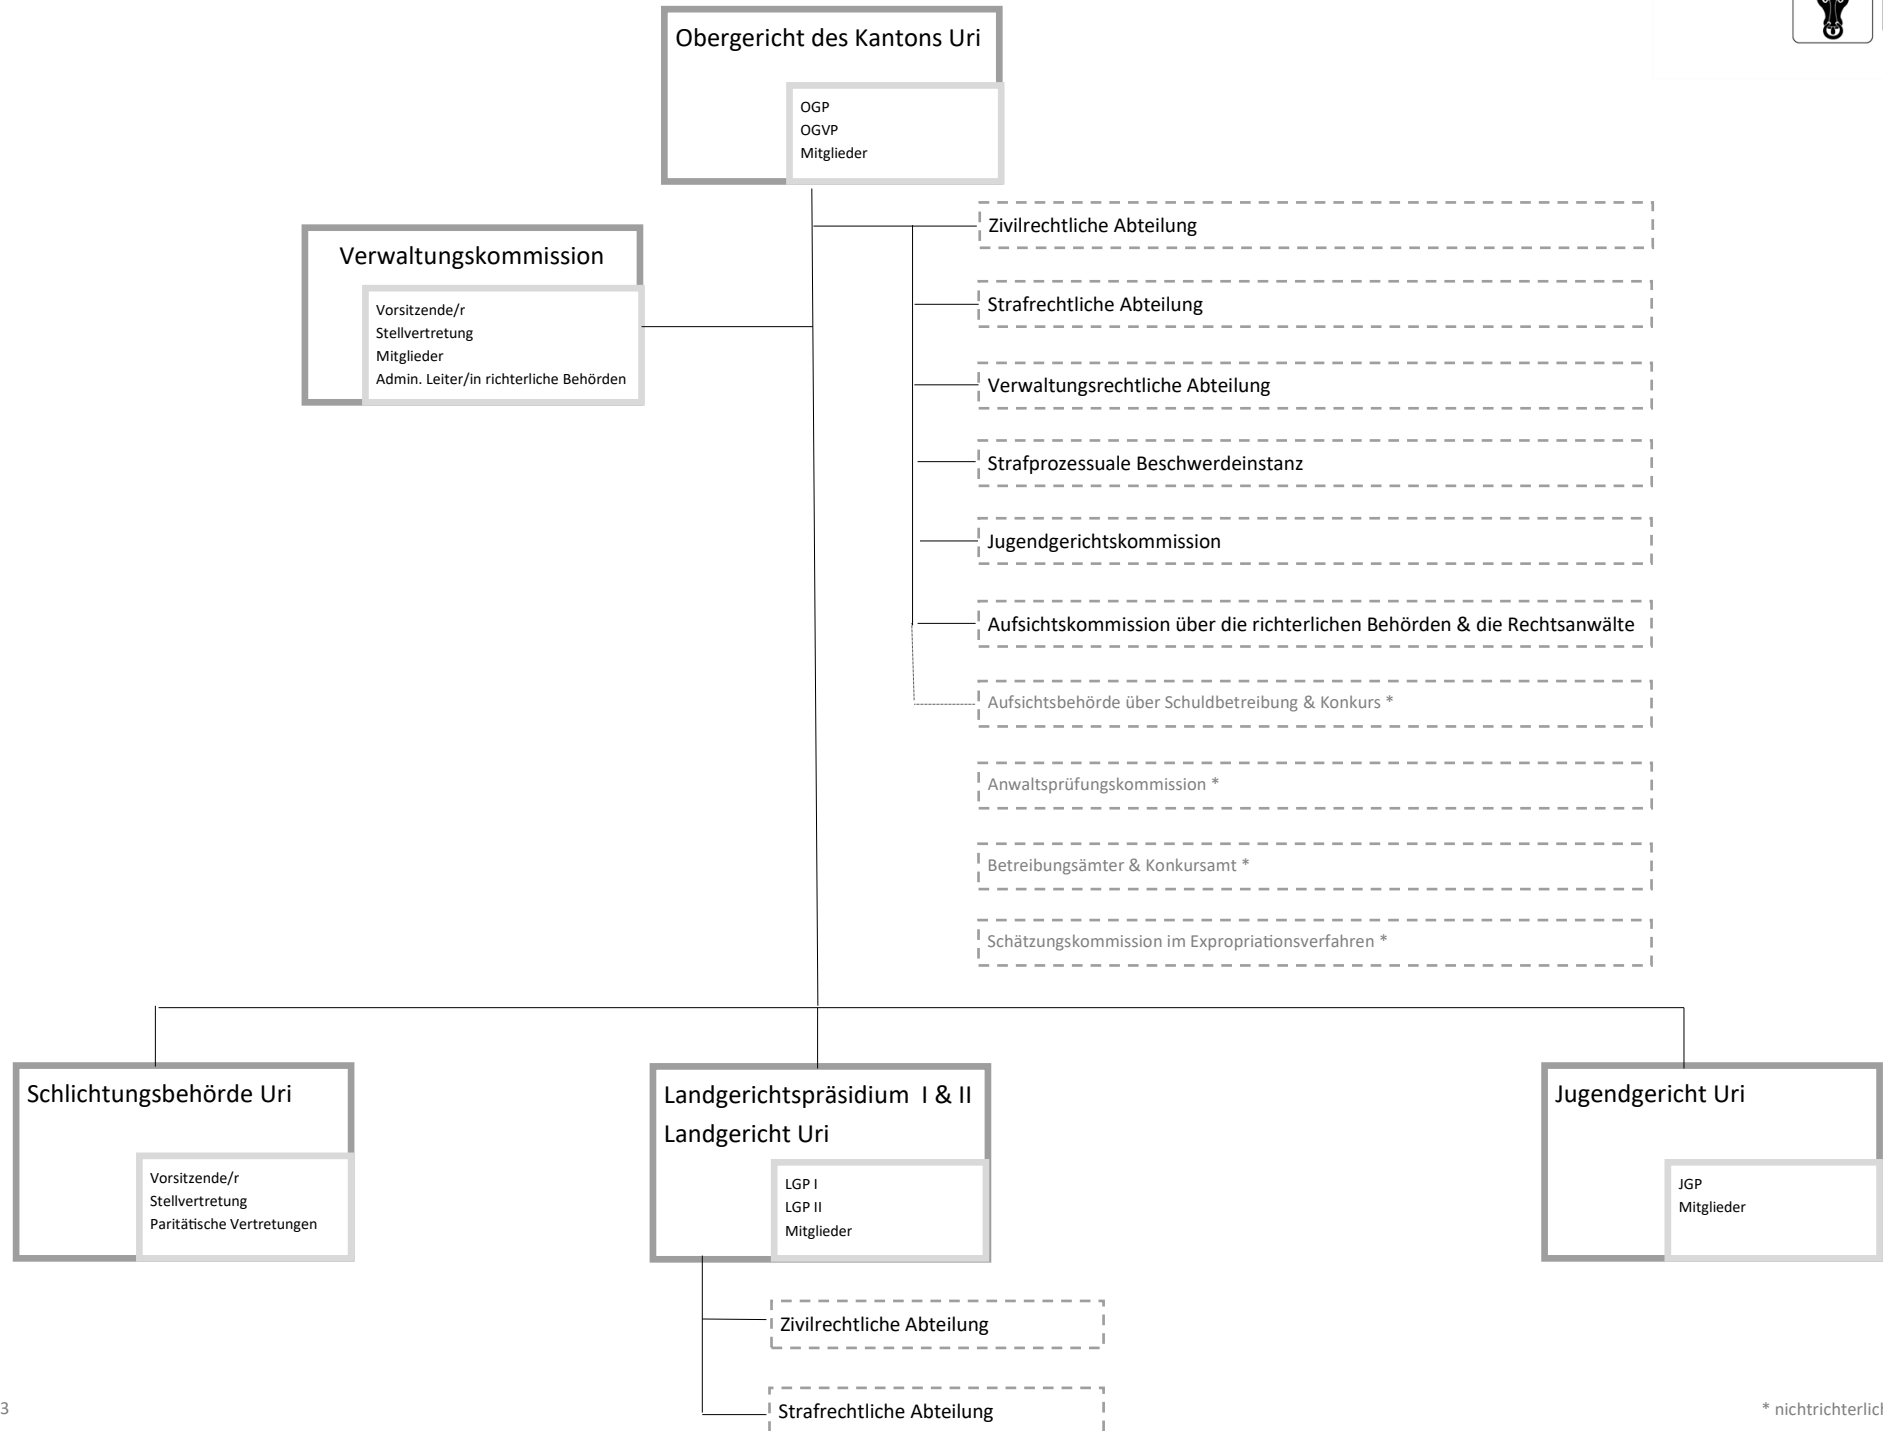 Obergericht des Kantons Uri
OGP
OGVP
Mitglieder
Verwaltungskommission
Vorsitzende/r
Stellvertretung
Mitglieder
Admin. Leiter/in richterliche Behörden
Zivilrechtliche Abteilung
Strafrechtliche Abteilung
Verwaltungsrechtliche Abteilung
Strafprozessuale Beschwerdeinstanz
Jugendgerichtskommission
Aufsichtskommission über die richterlichen Behörden & die Rechtsanwälte
Aufsichtsbehörde über Schuldbetreibung & Konkurs *
Anwaltsprüfungskommission *
Betreibungsämter & Konkursamt *
Schätzungskommission im Expropriationsverfahren *
Schlichtungsbehörde Uri
Vorsitzende/r
Stellvertretung
Paritätische Vertretungen
Landgerichtspräsidium I & II
Landgericht Uri
LGP I
LGP II
Mitglieder
Zivilrechtliche Abteilung
Strafrechtliche Abteilung
Jugendgericht Uri
JGP
Mitglieder
3
*